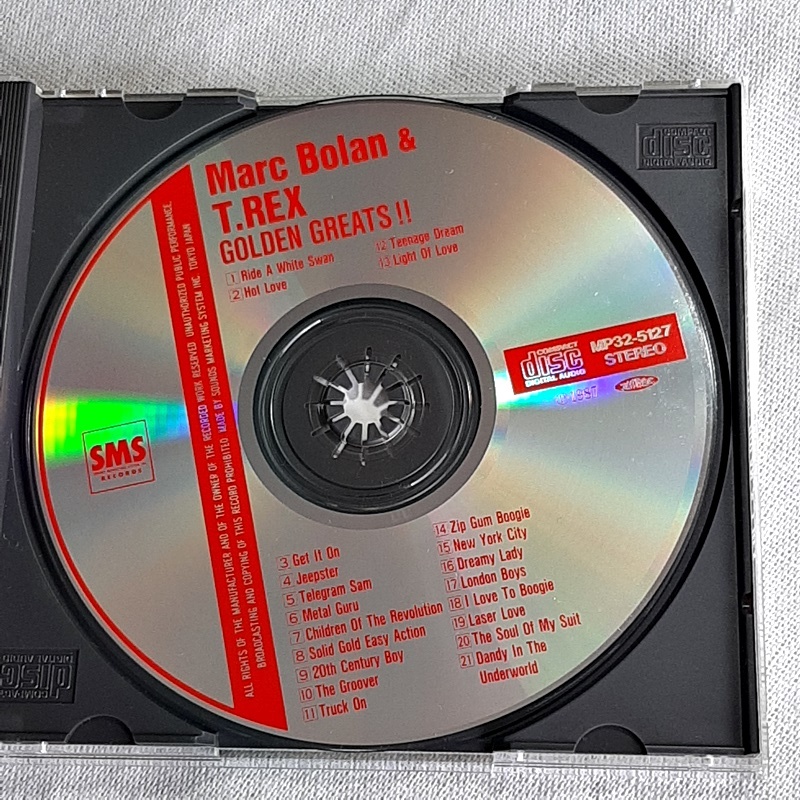 Marc Bolan &
T.REX
GOLDEN GREATS!!
1 Ride A White Swan
2 Hot Love
12 Teenage Dream
13 Light Of Love
COMPACT
disc
DIGITAL AUDIO
MP32-5127
STEREO
SMS
RECORDS
3 Get It On
4 Jeepster
5 Telegram Sam
6 Metal Guru
7 Children Of The Revolution
8 Solid Gold Easy Action
9 20th Century Boy
10 The Groover
11 Truck On
14 Zip Gum Boogie
15 New York City
16 Dreamy Lady
17 London Boys
18 I Love To Boogie
19 Laser Love
20 The Soul Of My Suit
21 Dandy In The
Underworld
ALL RIGHTS OF THE MANUFACTURER AND OF THE OWNER OF THE RECORDED WORK RESERVED UNAUTHORIZED PUBLIC PERFORMANCE,
BROADCASTING AND COPYING OF THIS RECORD PROHIBITED MADE BY SOUNDS MARKETING SYSTEM INC. TOKYO JAPAN
COMPACT
disc
DIGITAL AUDIO
COMPACT
disc
DIGITAL AUDIO